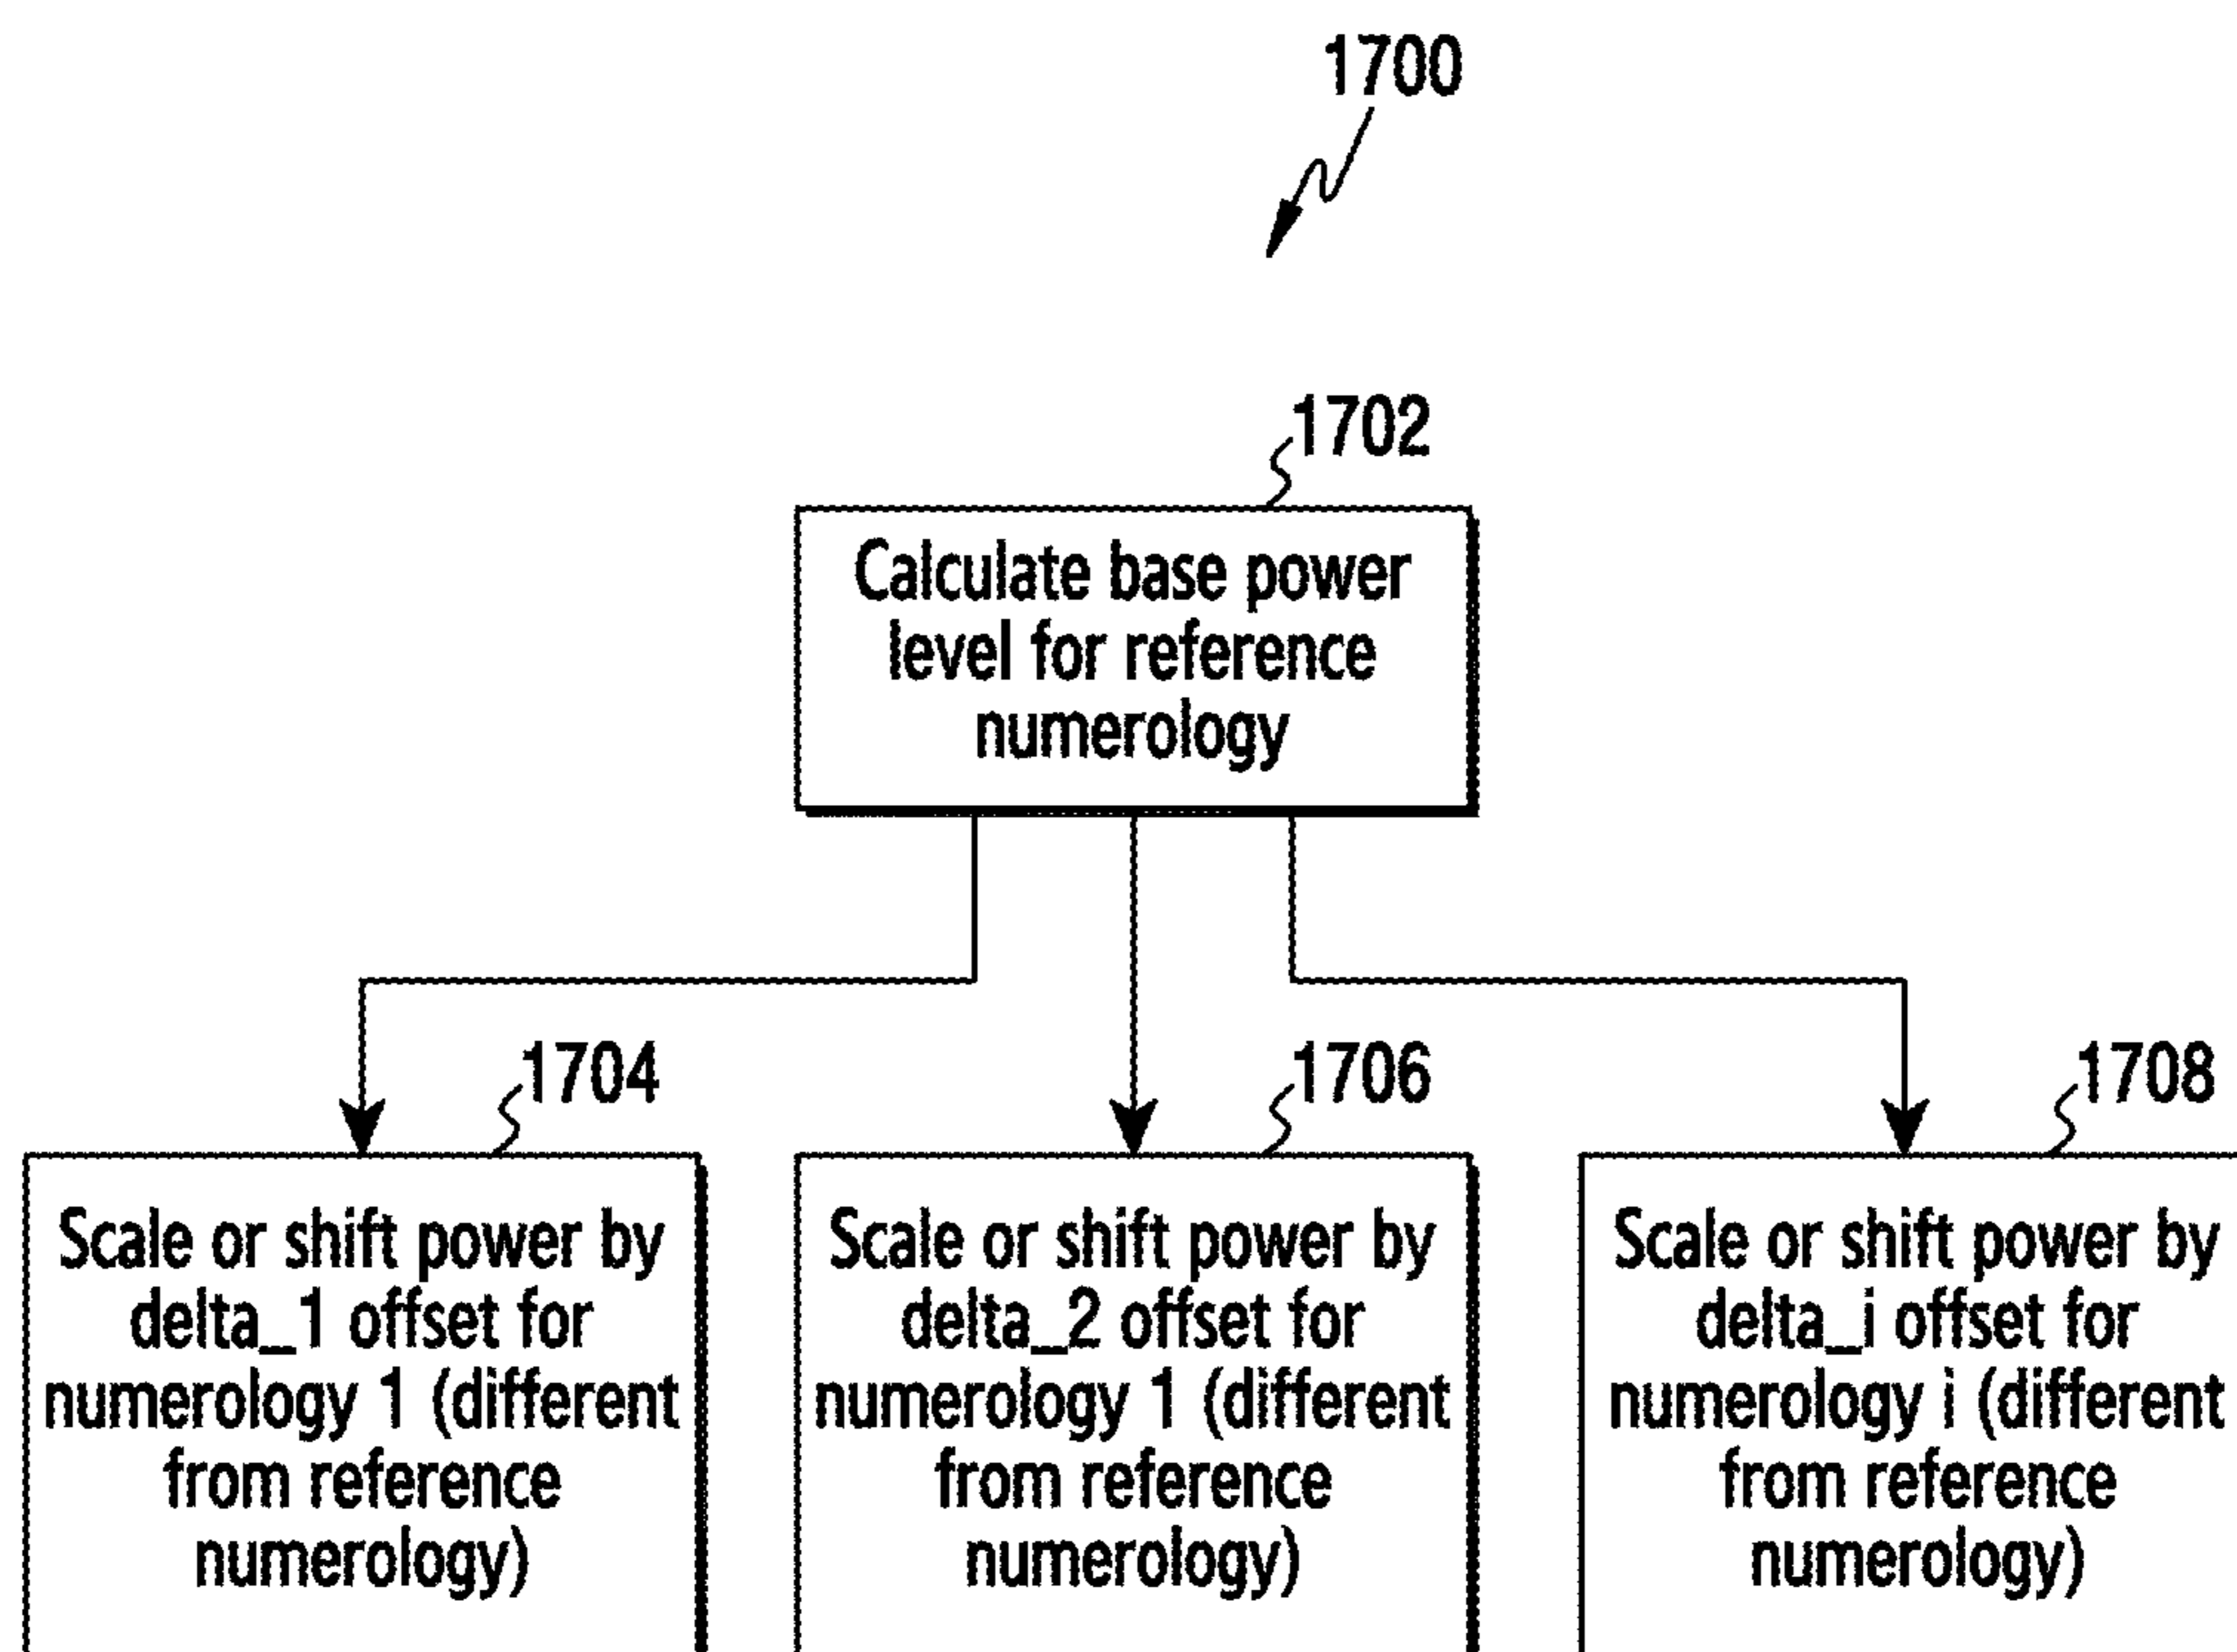 1700
1702
Calculate base power
level for reference
numerology
1704
Scale or shift power by
delta_1 offset for
numerology 1 (different
from reference
numerology)
1706
Scale or shift power by
delta_2 offset for
numerology 1 (different
from reference
numerology)
1708
Scale or shift power by
delta_i offset for
numerology i (different
from reference
numerology)